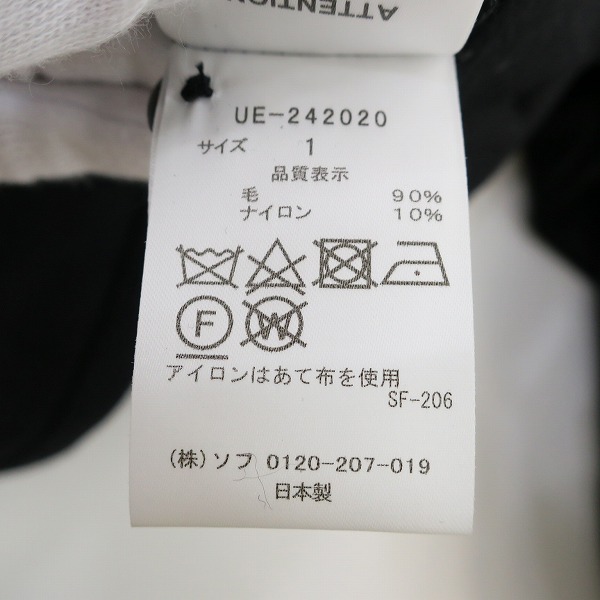 ATTENTION
UE-242020
サイズ 1
品質表示
毛 90%
ナイロン 10%
F W
アイロンはあて布を使用
SF-206
(株)ソフ 0120-207-019
日本製